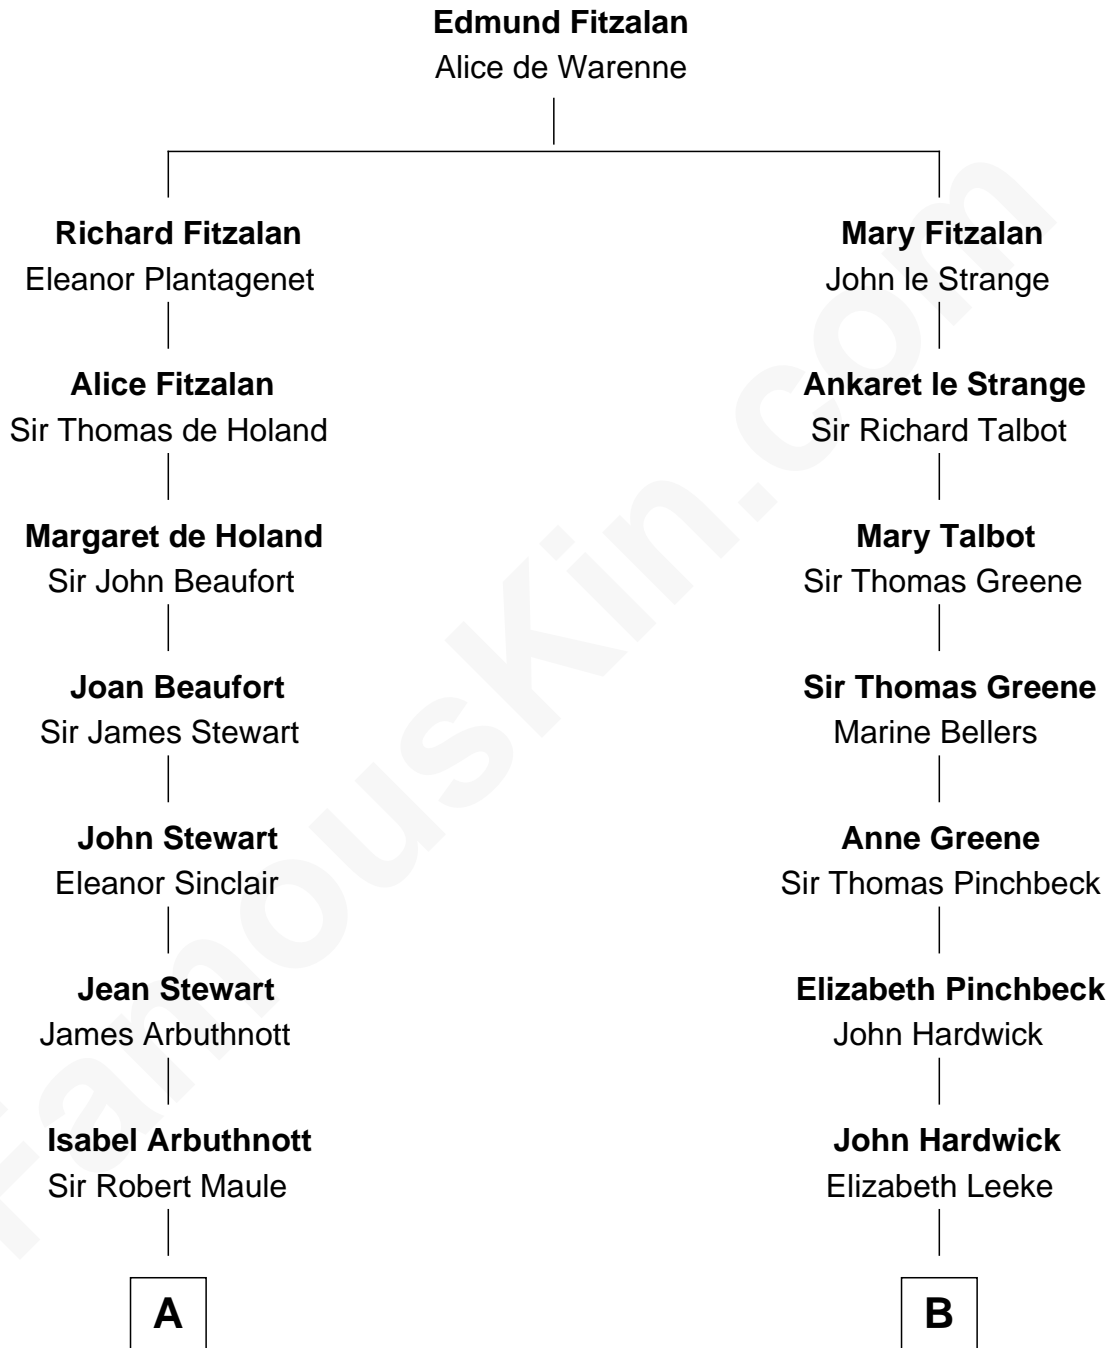 Edmund Fitzalan
Alice de Warenne
Richard Fitzalan
Eleanor Plantagenet
Mary Fitzalan
John le Strange
Alice Fitzalan
Sir Thomas de Holand
Ankaret le Strange
Sir Richard Talbot
Margaret de Holand
Sir John Beaufort
Mary Talbot
Sir Thomas Greene
Joan Beaufort
Sir James Stewart
Sir Thomas Greene
Marine Bellers
John Stewart
Eleanor Sinclair
Anne Greene
Sir Thomas Pinchbeck
Jean Stewart
James Arbuthnott
Elizabeth Pinchbeck
John Hardwick
Isabel Arbuthnott
Sir Robert Maule
John Hardwick
Elizabeth Leeke
A
B
FamousKin.com